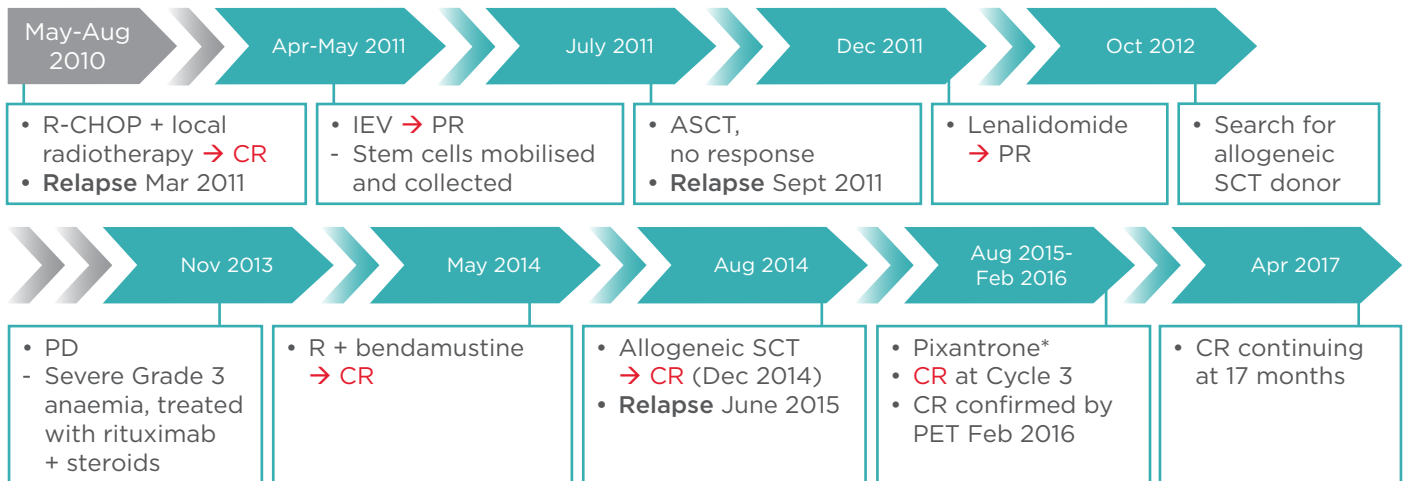 May-Aug
2010
Apr-May 2011
July 2011
Dec 2011
Oct 2012
• R-CHOP + local
radiotherapy → CR
• Relapse Mar 2011
• IEV → PR
- Stem cells mobilised
and collected
• ASCT,
no response
• Relapse Sept 2011
• Lenalidomide
→ PR
• Search for
allogeneic
SCT donor
Nov 2013
May 2014
Aug 2014
Aug 2015-
Feb 2016
Apr 2017
• PD
- Severe Grade 3
anaemia, treated
with rituximab
+ steroids
• R + bendamustine
→ CR
• Allogeneic SCT
→ CR (Dec 2014)
• Relapse June 2015
• Pixantrone*
• CR at Cycle 3
• CR confirmed by
PET Feb 2016
• CR continuing
at 17 months